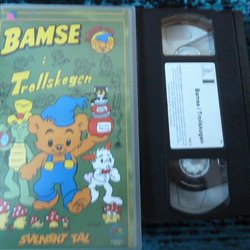 BAMSE
i
Trollskogen
SVENSKT TAL
Bamse i Trollskogen